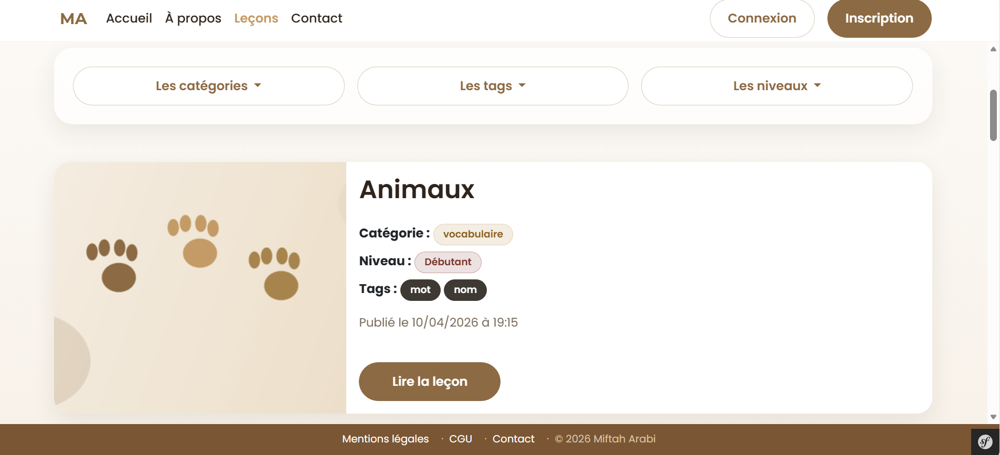 MA Accueil À propos Leçons Contact Connexion Inscription
Les catégories Les tags Les niveaux
Animaux
Catégorie : vocabulaire
Niveau : Débutant
Tags : mot nom
Publié le 10/04/2026 à 19:15
Lire la leçon
Mentions légales · CGU · Contact · © 2026 Miftah Arabi
sf